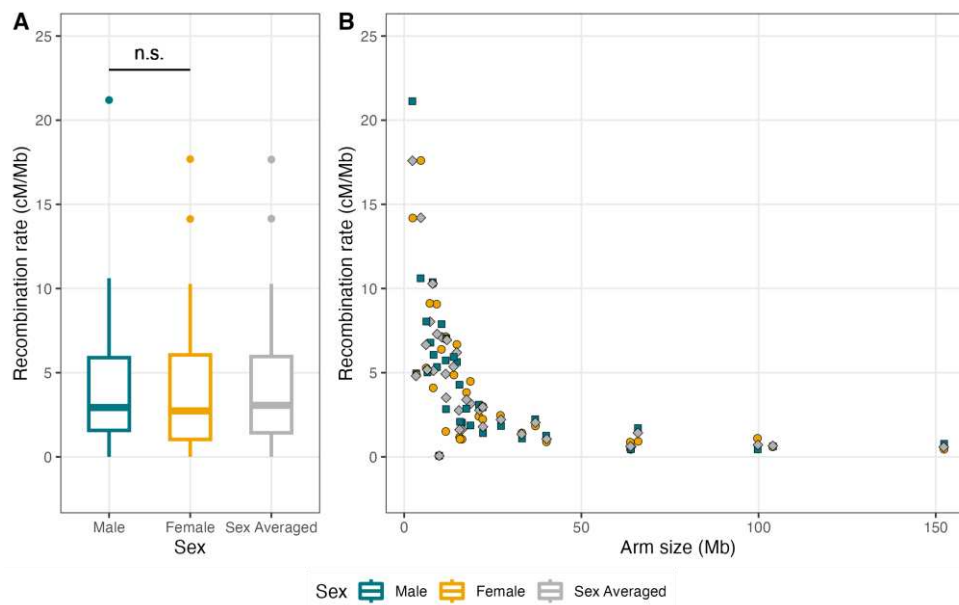 A
B
25
20
15
10
5
0
Recombination rate (cM/Mb)
n.s.
Male
Female
Sex Averaged
Sex
25
20
15
10
5
0
Recombination rate (cM/Mb)
0
50
100
150
Arm size (Mb)
Sex Male Female Sex Averaged